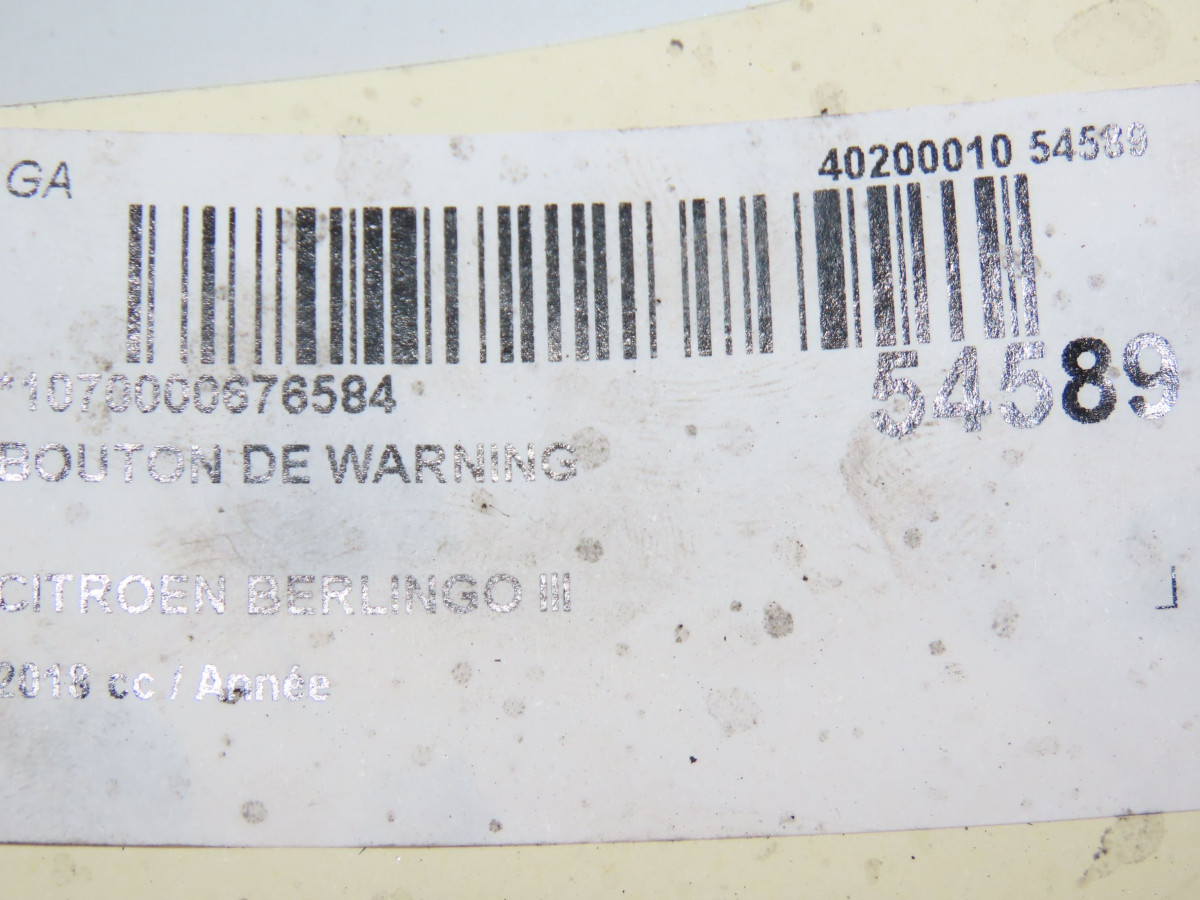 GA
40200010 54589
*1070000676584
54589
BOUTON DE WARNING
CITROEN BERLINGO III
2018 cc / Année